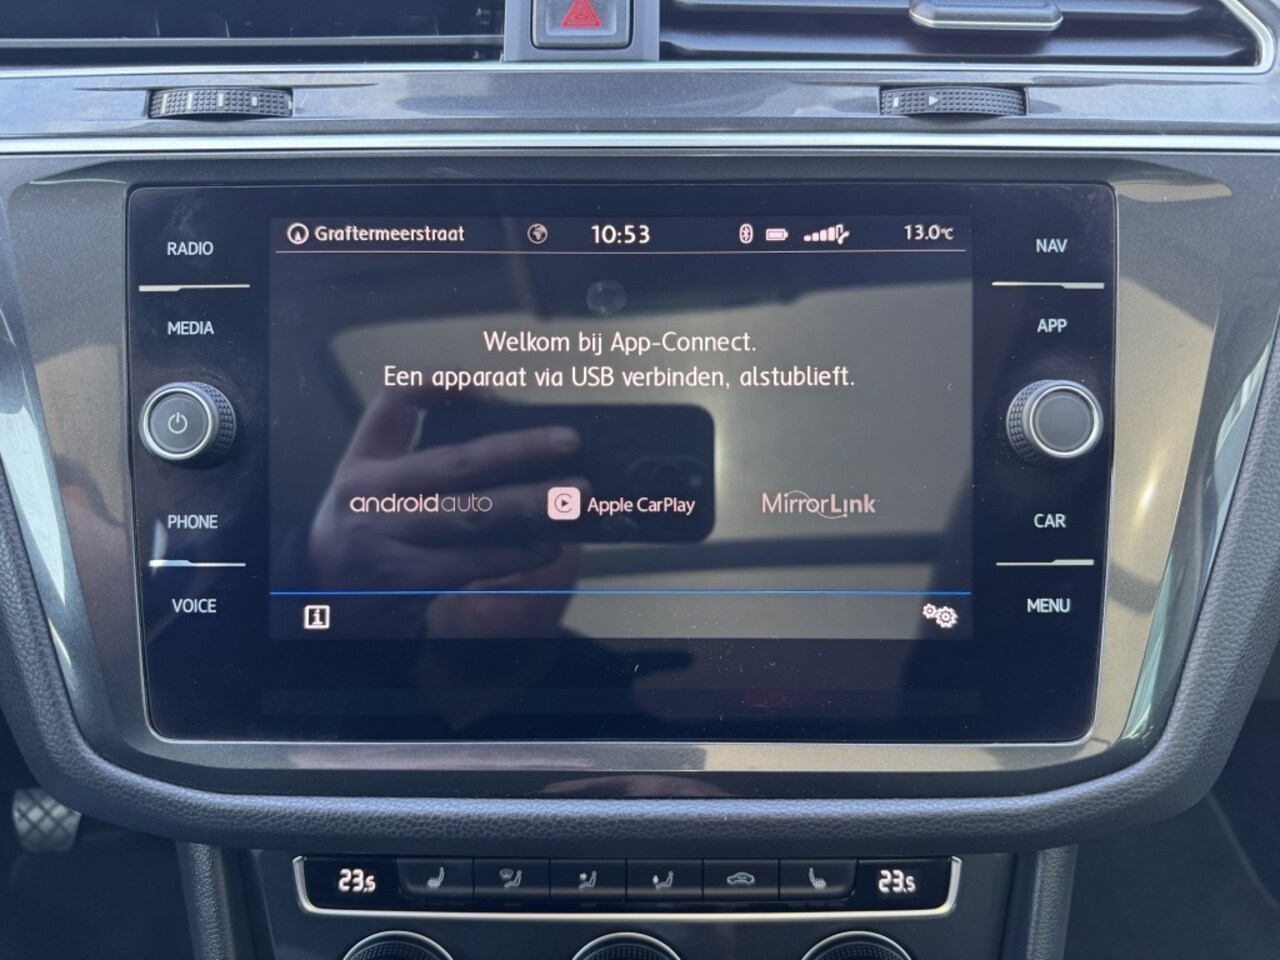 Graftermeerstraat 10:53 13.0°C
RADIO
NAV
MEDIA
APP
Welkom bij App-Connect.
Een apparaat via USB verbinden, alstublieft.
androidauto Apple CarPlay MirrorLink
PHONE
CAR
VOICE
MENU
23.5 23.5